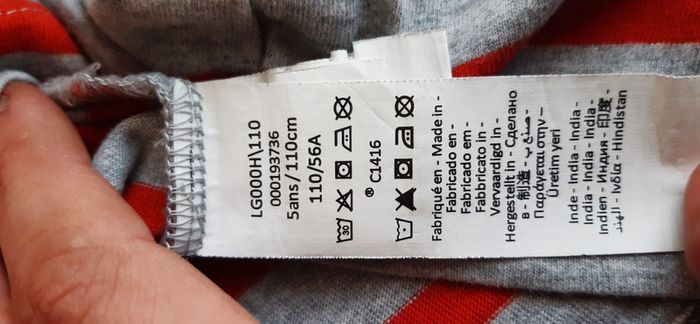 LG000H\110
000193736
5ans / 110cm
110/56A
30
® C1416
Fabriqué en - Made in -
Fabricado en -
Fabricado em -
Fabbricato in -
Vervaardigd in -
Hergestellt in - Сделано
в - 制造 - صنع ب -
Παράγεται στην -
Üretim yeri
Inde - India - India -
India - India - India -
Indien - Индия - 印度 -
الهند - Ινδία - Hindistan